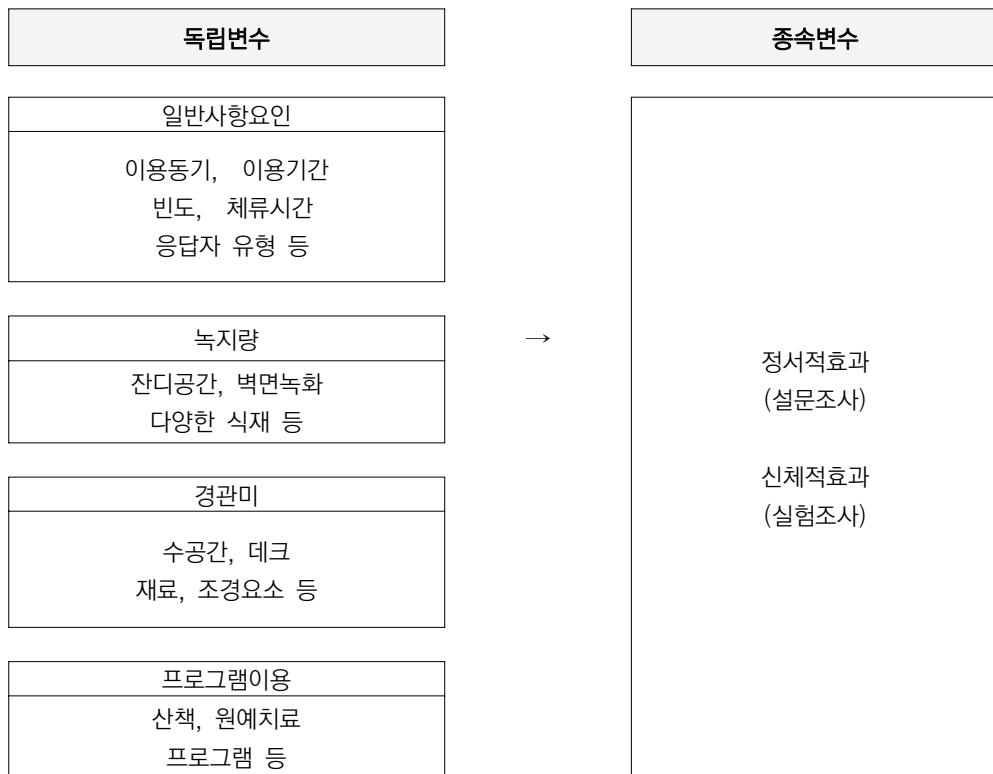 독립변수
종속변수
일반사항요인
이용동기, 이용기간
빈도, 체류시간
응답자 유형 등
녹지량
잔디공간, 벽면녹화
다양한 식재 등
경관미
수공간, 데크
재료, 조경요소 등
프로그램이용
산책, 원예치료
프로그램 등
→
정서적효과
(설문조사)
신체적효과
(실험조사)